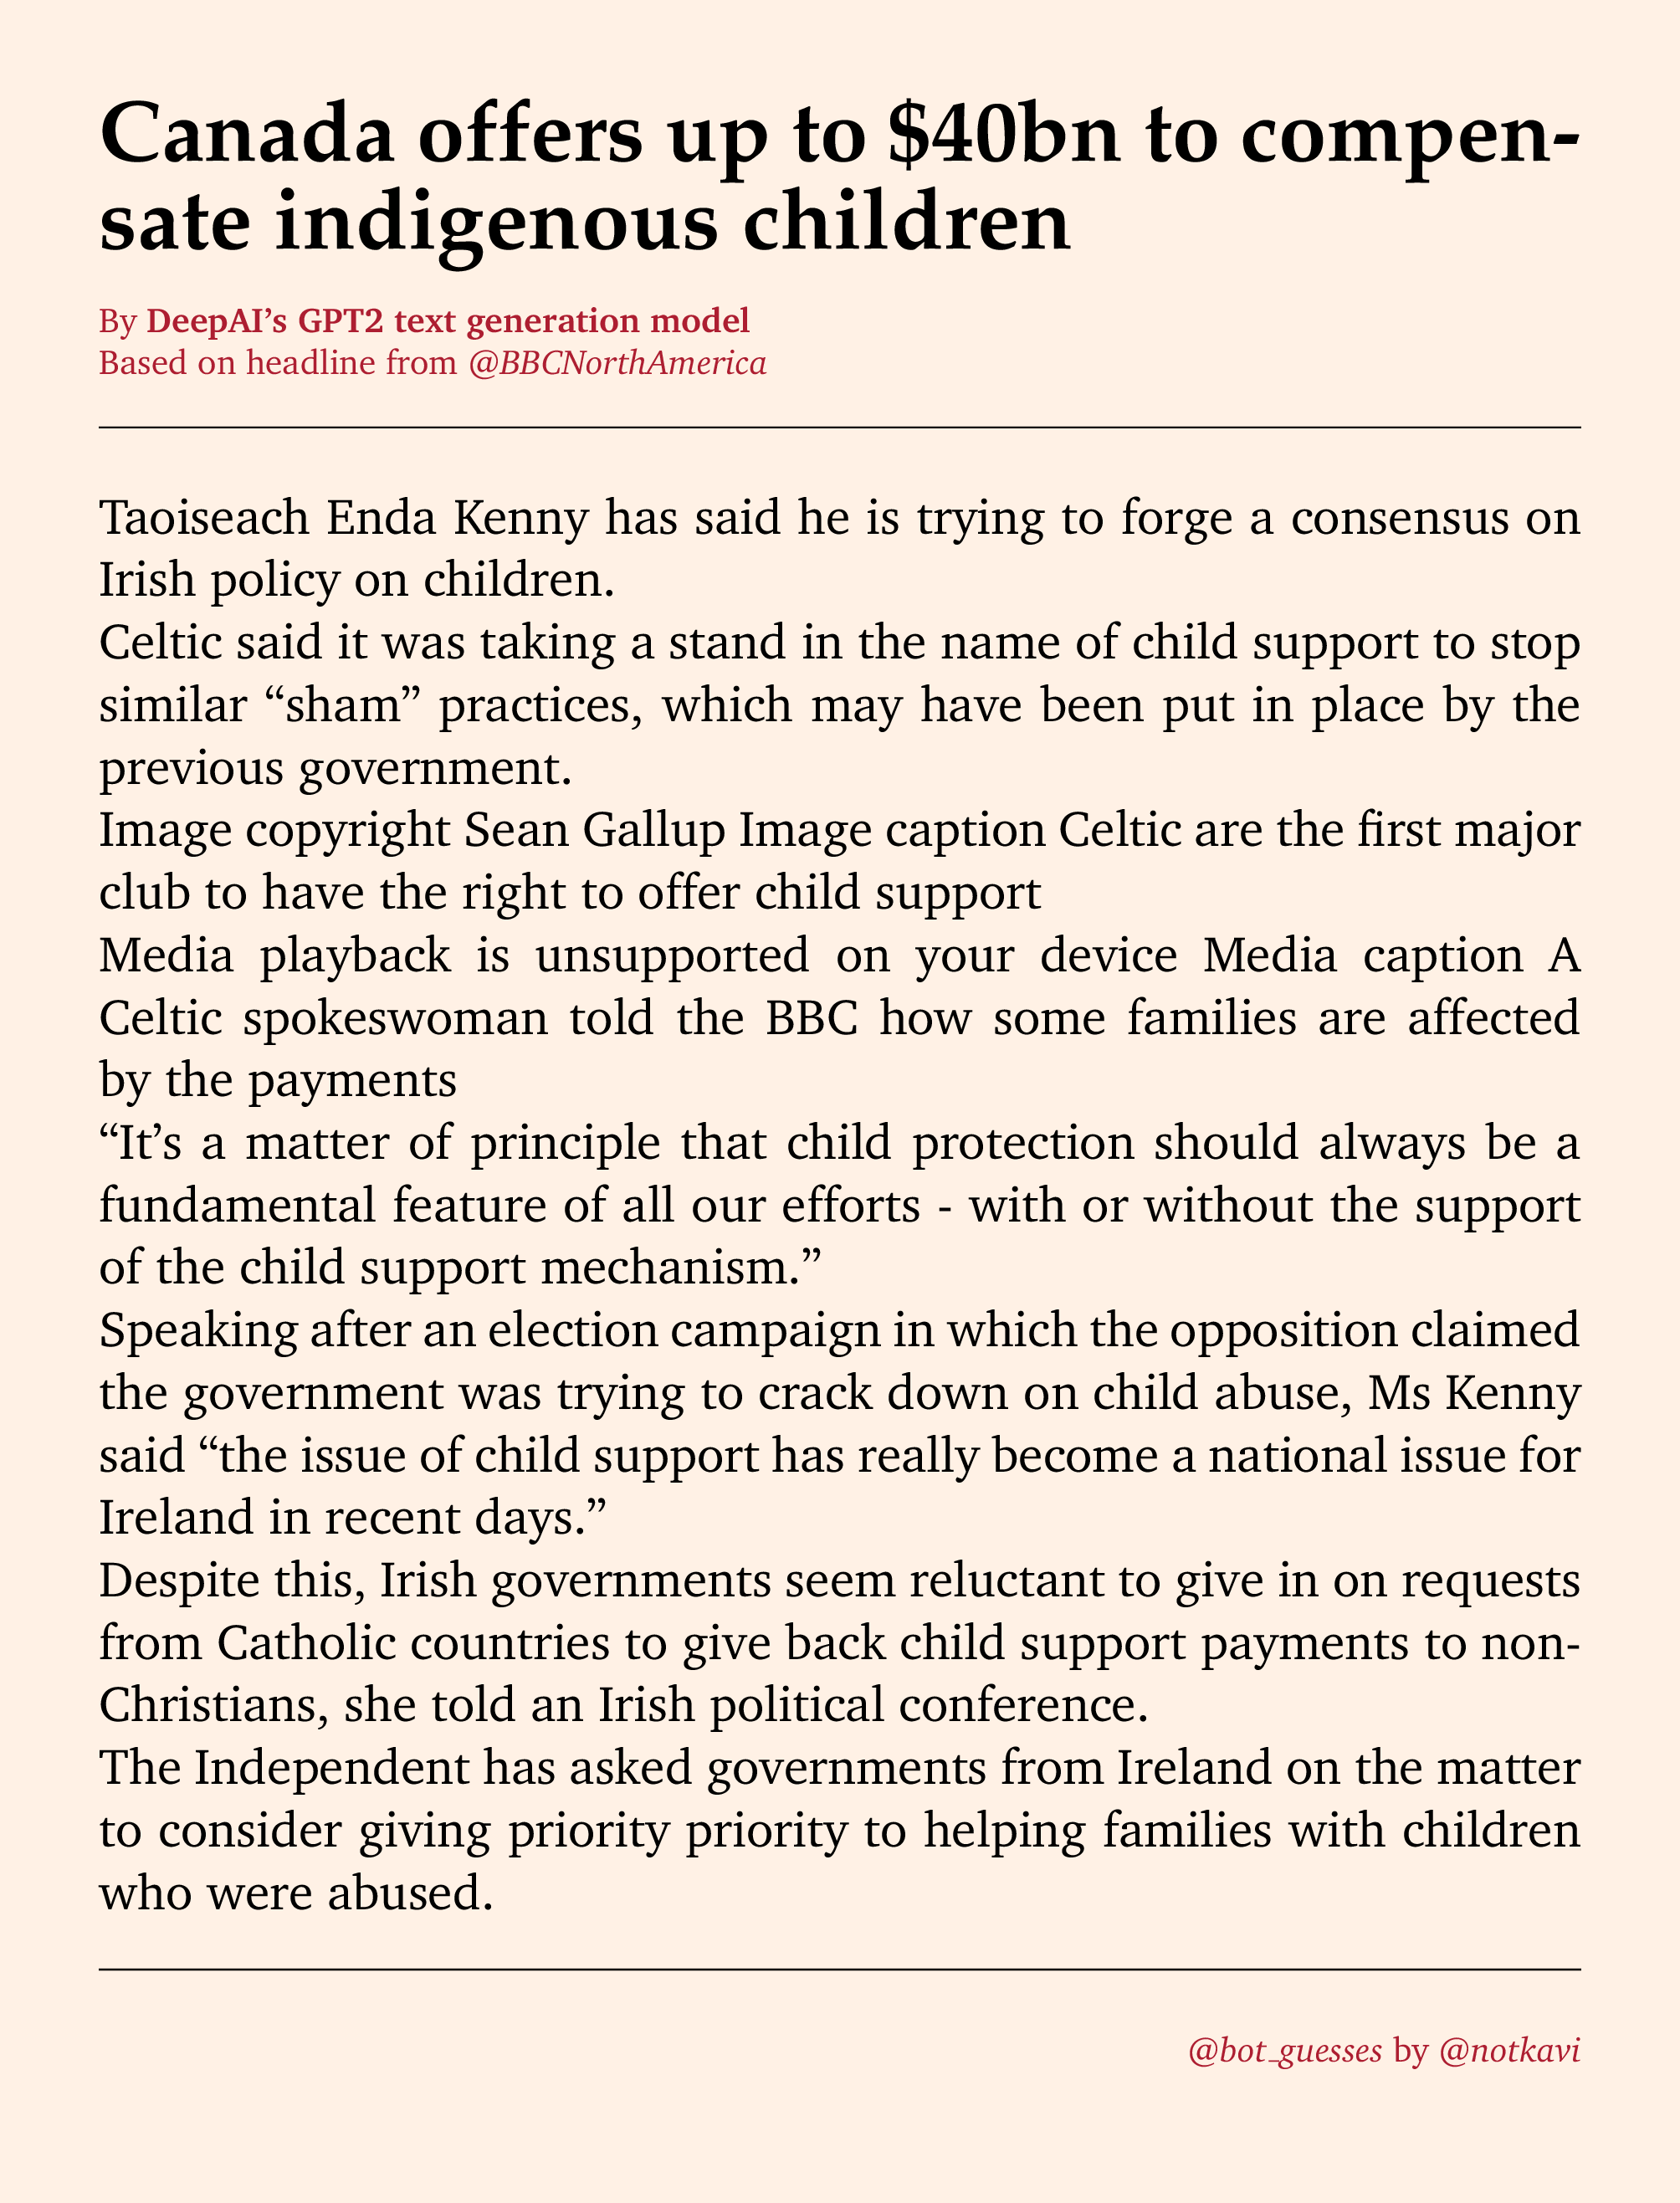 Canada offers up to $40bn to compen-
sate indigenous children
By DeepAI’s GPT2 text generation model
Based on headline from @BBCNorthAmerica
Taoiseach Enda Kenny has said he is trying to forge a consensus on
Irish policy on children.
Celtic said it was taking a stand in the name of child support to stop
similar “sham” practices, which may have been put in place by the
previous government.
Image copyright Sean Gallup Image caption Celtic are the first major
club to have the right to offer child support
Media playback is unsupported on your device Media caption A
Celtic spokeswoman told the BBC how some families are affected
by the payments
“It’s a matter of principle that child protection should always be a
fundamental feature of all our efforts - with or without the support
of the child support mechanism.”
Speaking after an election campaign in which the opposition claimed
the government was trying to crack down on child abuse, Ms Kenny
said “the issue of child support has really become a national issue for
Ireland in recent days.”
Despite this, Irish governments seem reluctant to give in on requests
from Catholic countries to give back child support payments to non-
Christians, she told an Irish political conference.
The Independent has asked governments from Ireland on the matter
to consider giving priority priority to helping families with children
who were abused.
@bot_guesses by @notkavi